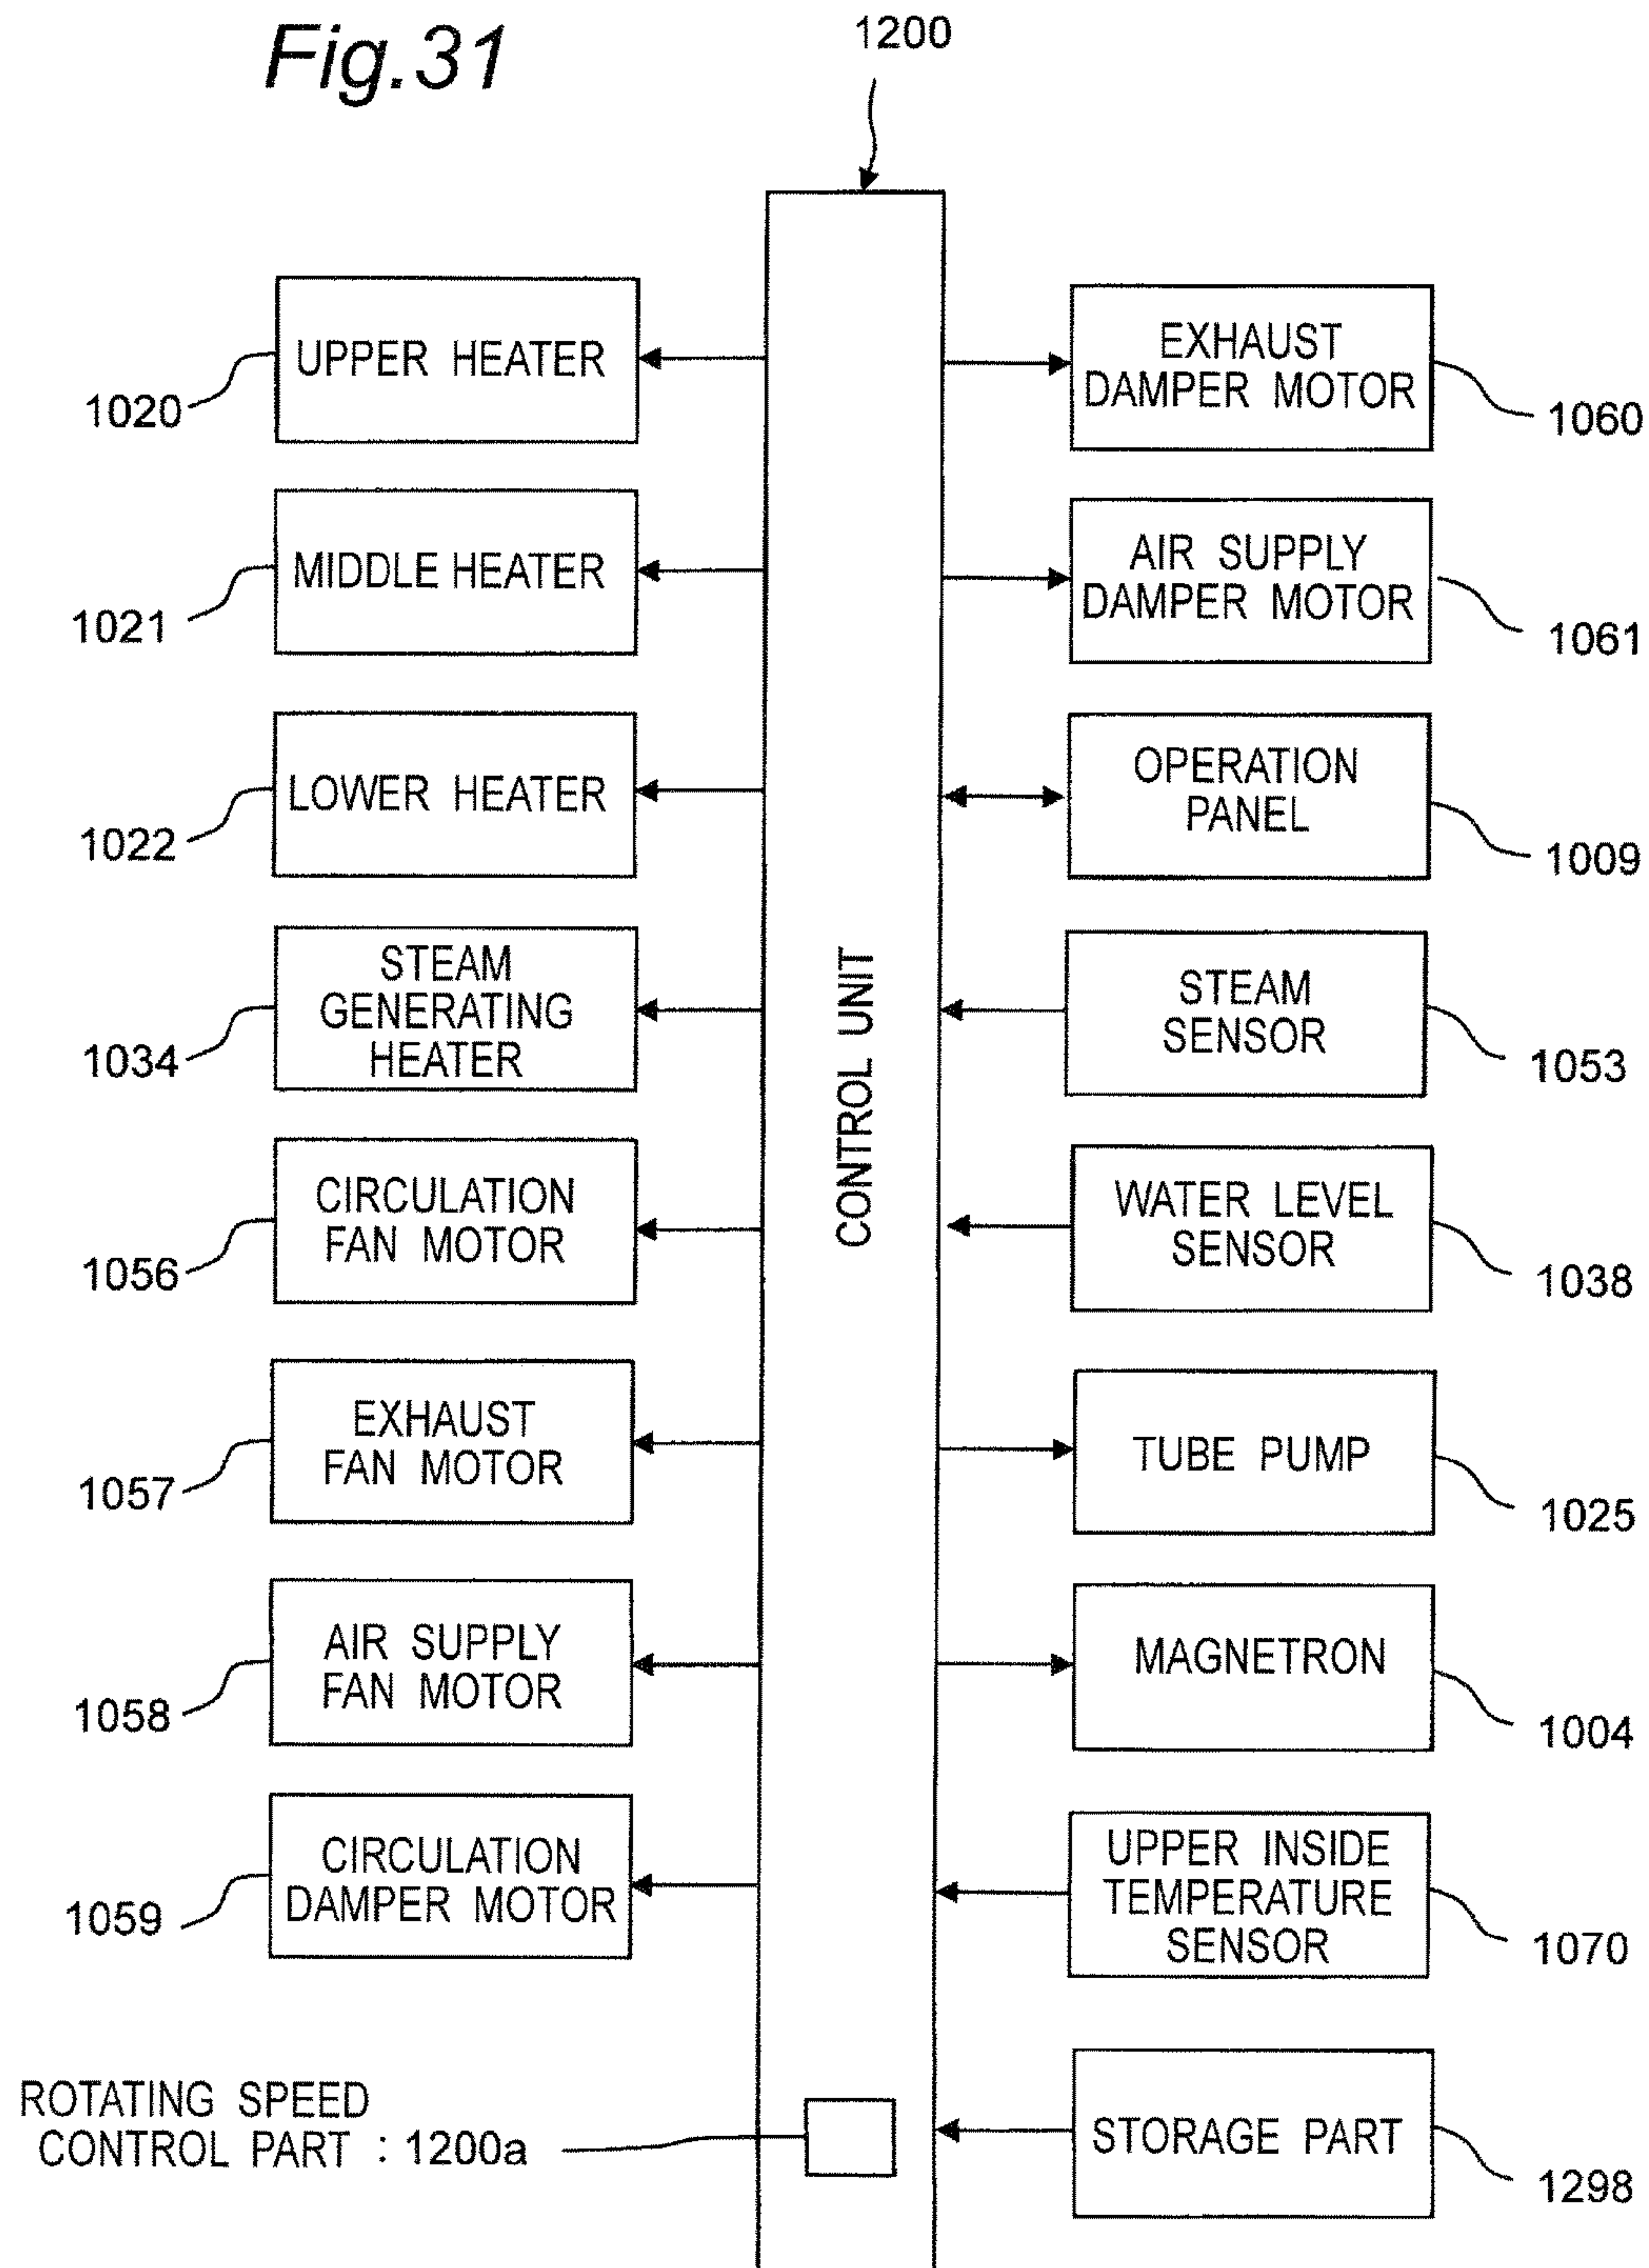 Fig.31
1200
UPPER HEATER
1020
MIDDLE HEATER
1021
LOWER HEATER
1022
STEAM
GENERATING
HEATER
1034
CIRCULATION
FAN MOTOR
1056
EXHAUST
FAN MOTOR
1057
AIR SUPPLY
FAN MOTOR
1058
CIRCULATION
DAMPER MOTOR
1059
ROTATING SPEED
CONTROL PART : 1200a
CONTROL UNIT
EXHAUST
DAMPER MOTOR
1060
AIR SUPPLY
DAMPER MOTOR
1061
OPERATION
PANEL
1009
STEAM
SENSOR
1053
WATER LEVEL
SENSOR
1038
TUBE PUMP
1025
MAGNETRON
1004
UPPER INSIDE
TEMPERATURE
SENSOR
1070
STORAGE PART
1298